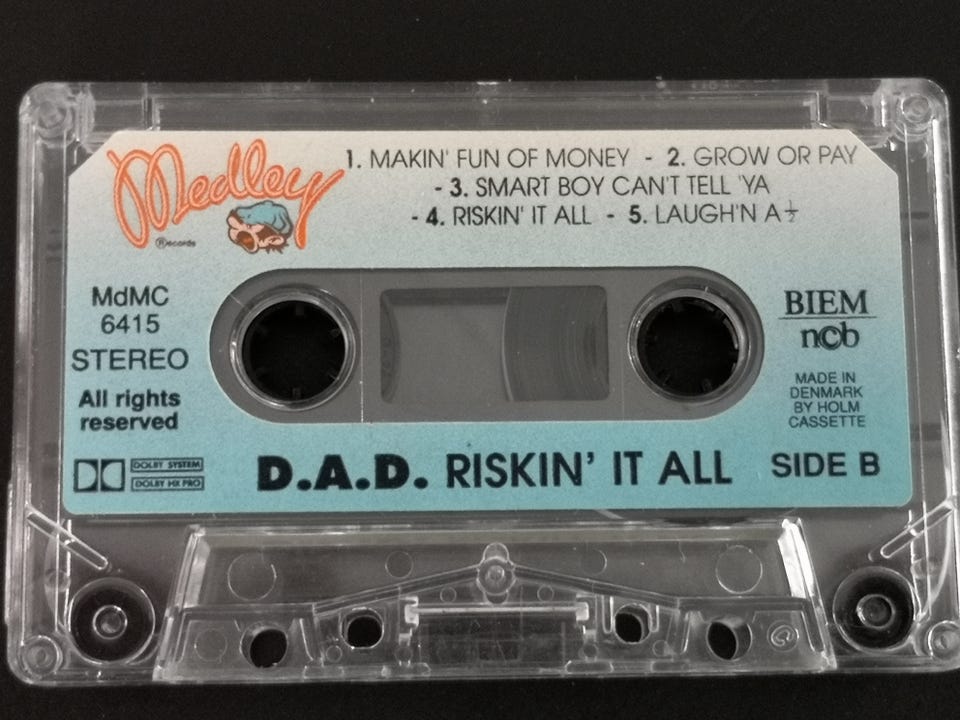 Medley
Records
1. MAKIN' FUN OF MONEY - 2. GROW OR PAY
- 3. SMART BOY CAN'T TELL 'YA
- 4. RISKIN' IT ALL - 5. LAUGH'N A ½
MdMC
6415
STEREO
All rights
reserved
DOLBY SYSTEM
DOLBY HX PRO
BIEM
ncb
MADE IN
DENMARK
BY HOLM
CASSETTE
D.A.D. RISKIN' IT ALL SIDE B